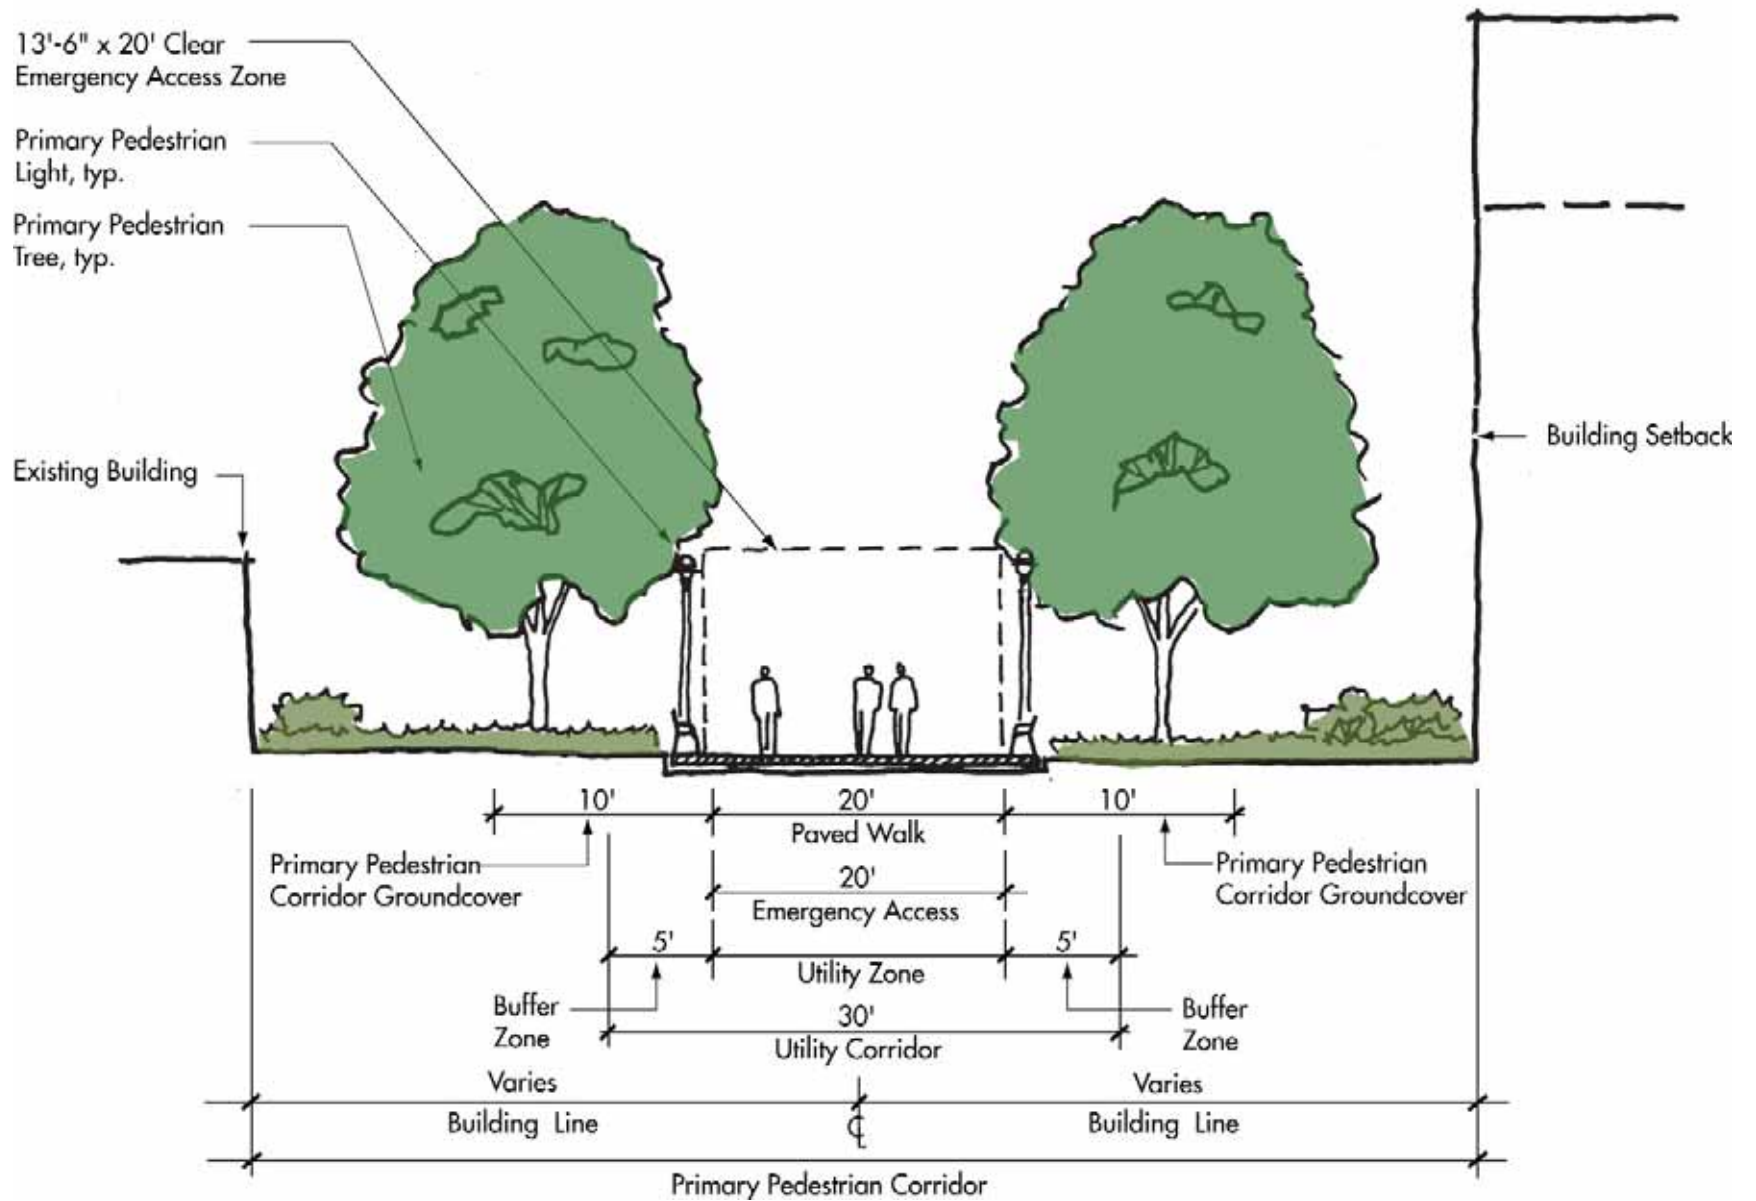 13'-6" x 20' Clear
Emergency Access Zone
Primary Pedestrian
Light, typ.
Primary Pedestrian
Tree, typ.
Existing Building
Building Setback
10'
20'
10'
Paved Walk
Primary Pedestrian
Corridor Groundcover
Primary Pedestrian
Corridor Groundcover
20'
Emergency Access
5'
5'
Utility Zone
Buffer
Zone
Buffer
Zone
30'
Utility Corridor
Varies
Varies
Building Line
℄
Building Line
Primary Pedestrian Corridor